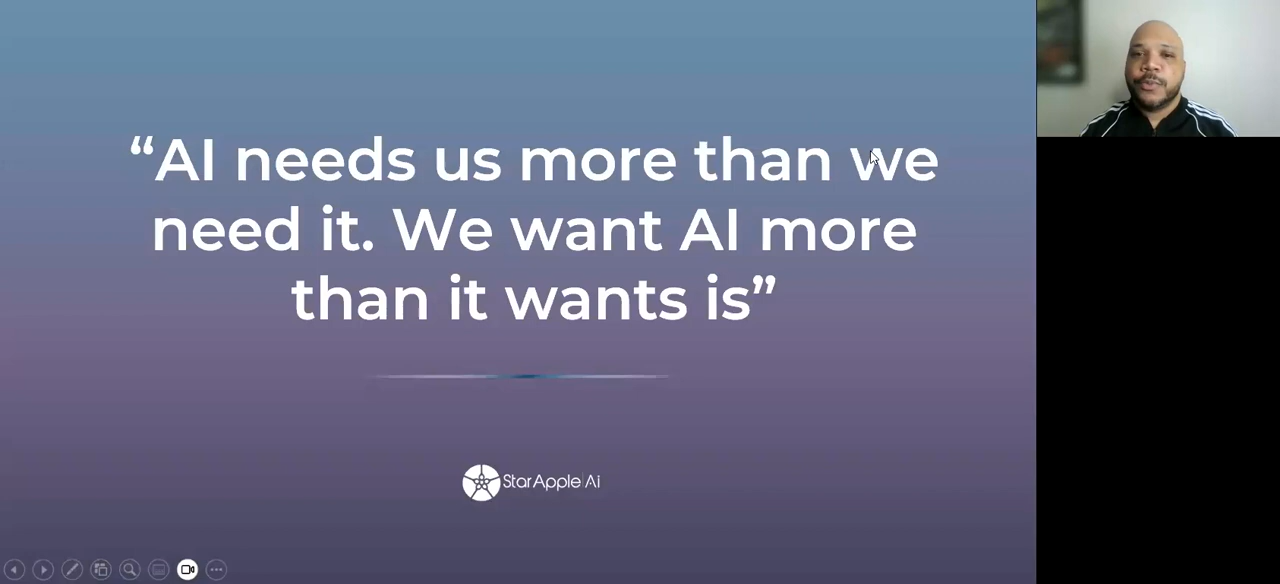 “AI needs us more than we
need it. We want AI more
than it wants is”
StarApple|Ai